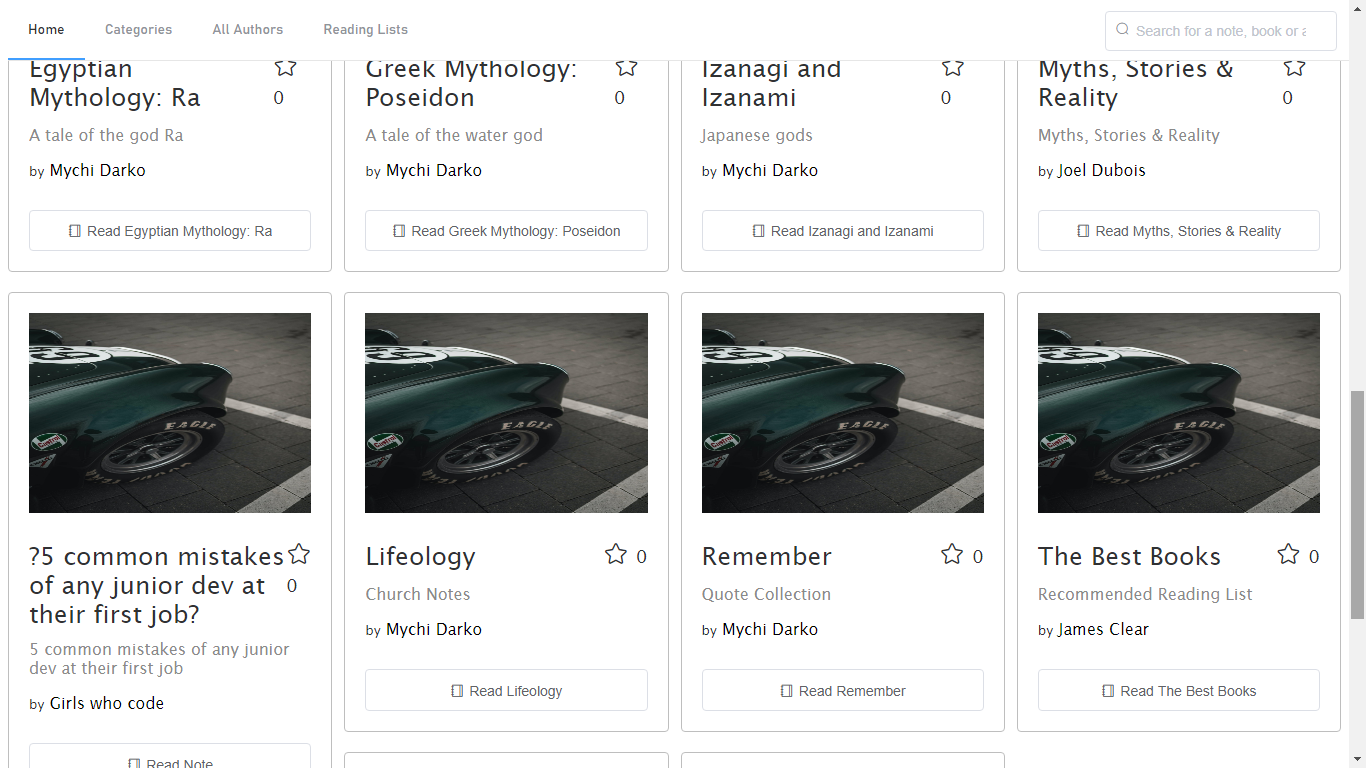 Home
Categories
All Authors
Reading Lists
Search for a note, book or a
Egyptian
Mythology: Ra
0
A tale of the god Ra
by Mychi Darko
Read Egyptian Mythology: Ra
Greek Mythology:
Poseidon
0
A tale of the water god
by Mychi Darko
Read Greek Mythology: Poseidon
Izanagi and
Izanami
0
Japanese gods
by Mychi Darko
Read Izanagi and Izanami
Myths, Stories &
Reality
0
Myths, Stories & Reality
by Joel Dubois
Read Myths, Stories & Reality
EAGLE
?5 common mistakes
of any junior dev at
their first job?
0
5 common mistakes of any junior
dev at their first job
by Girls who code
Read Note
EAGLE
Lifeology
0
Church Notes
by Mychi Darko
Read Lifeology
EAGLE
Remember
0
Quote Collection
by Mychi Darko
Read Remember
EAGLE
The Best Books
0
Recommended Reading List
by James Clear
Read The Best Books